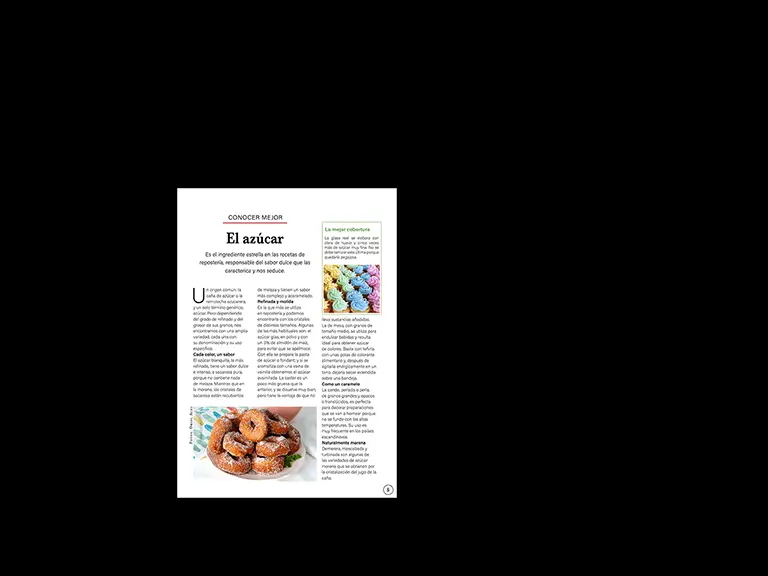 CONOCER MEJOR
El azúcar
Es el ingrediente estrella en las recetas de
repostería, responsable del sabor dulce que las
caracteriza y nos seduce.
Un origen común: la
caña de azúcar o la
remolacha azucarera,
y un solo término genérico:
azúcar. Pero dependiendo
del grado de refinado y del
grosor de sus granos, nos
encontramos con una amplia
variedad, cada una con
su denominación y su uso
específico.
Cada color, un sabor
El azúcar blanquilla, la más
refinada, tiene un sabor dulce
e intenso, a sacarosa pura,
porque no contiene nada
de melaza. Mientras que en
la morena, los cristales de
sacarosa están recubiertos
de melaza y tienen un sabor
más complejo y acaramelado.
Refinada y molida
Es la que más se utiliza
en repostería y podemos
encontrarla con los cristales
de distintos tamaños. Algunas
de las más habituales son: el
azúcar glas, en polvo y con
un 3% de almidón de maíz,
para evitar que se apelmace.
Con ella se prepara la pasta
de azúcar o fondant; y si se
aromatiza con una vaina de
vainilla obtenemos el azúcar
avainillada. La caster es un
poco más gruesa que la
anterior, y se disuelve muy bien,
pero tiene la ventaja de que no
La mejor cobertura
La glasa real se elabora con
clara de huevo y cinco veces
más de azúcar muy fina. No se
debe batir
en esta última porque
quedaría pegajosa.
lleva sustancias añadidas.
La de mesa, con granos de
tamaño medio, se utiliza para
endulzar bebidas y resulta
ideal para obtener azúcar
de colores. Basta con teñirla
con unas gotas de colorante
alimentario y, después de
agitarla enérgicamente en un
tarro, dejarla secar extendida
sobre una bandeja.
Como un caramelo
La candie, perlada o perla,
de granos grandes y opacos
o translúcidos, es perfecta
para decorar preparaciones
que se van a hornear porque
no se funde con las altas
temperaturas. Su uso es
muy frecuente en los países
escandinavos.
Naturalmente morena
Demerara, mascabada y
turbinada son algunas de
las variedades de azúcar
moreno que se obtienen por
la cristalización del jugo de la
caña.
5